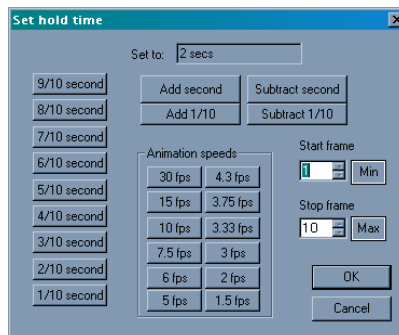 Set hold time
Set to: 2 secs
9/10 second
8/10 second
7/10 second
6/10 second
5/10 second
4/10 second
3/10 second
2/10 second
1/10 second
Add second Subtract second
Add 1/10 Subtract 1/10
Animation speeds
30 fps 4.3 fps
15 fps 3.75 fps
10 fps 3.33 fps
7.5 fps 3 fps
6 fps 2 fps
5 fps 1.5 fps
Start frame
1 Min
Stop frame
10 Max
OK
Cancel